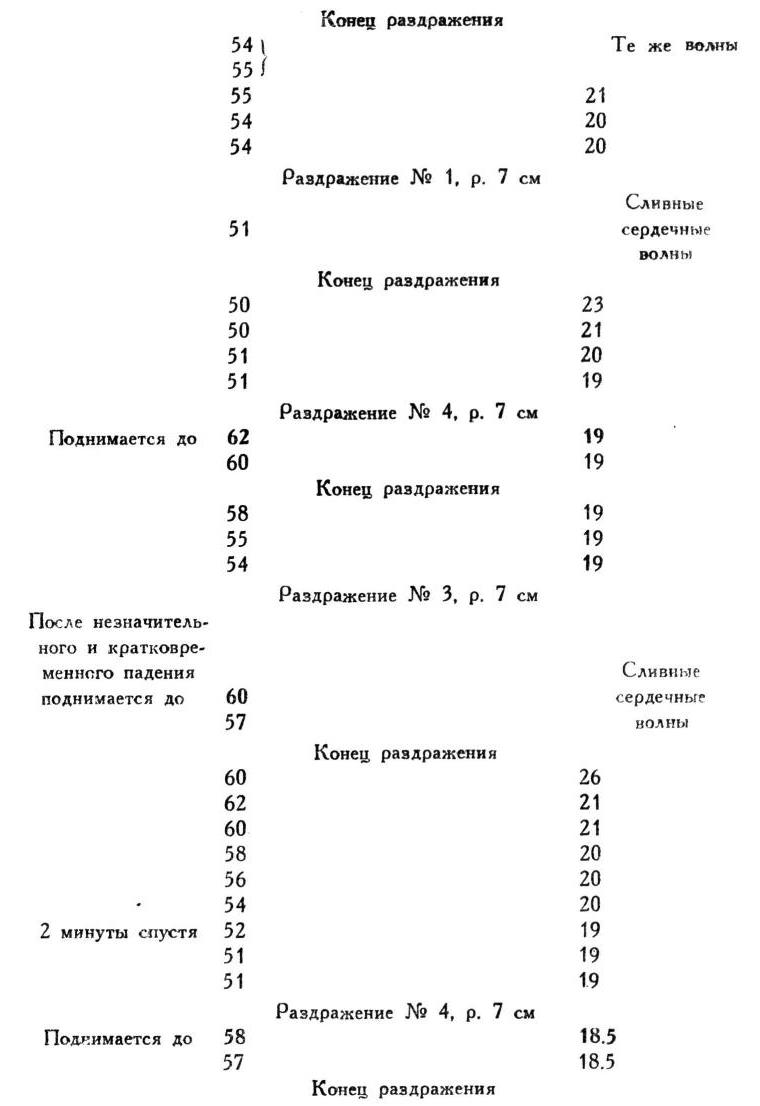 Конец раздражения
54 Те же волны
55
55 21
54 20
54 20
Раздражение № 1, р. 7 см
Сливные
51 сердечные
волны
Конец раздражения
50 23
50 21
51 20
51 19
Раздражение № 4, р. 7 см
Поднимается до 62 19
60 19
Конец раздражения
58 19
55 19
54 19
Раздражение № 3, р. 7 см
После незначитель-
ного и кратковре-
менного падения Сливные
поднимается до 60 сердечные
57 волны
Конец раздражения
60 26
62 21
60 21
58 20
56 20
54 20
2 минуты спустя 52 19
51 19
51 19
Раздражение № 4, р. 7 см
Поднимается до 58 18.5
57 18.5
Конец раздражения